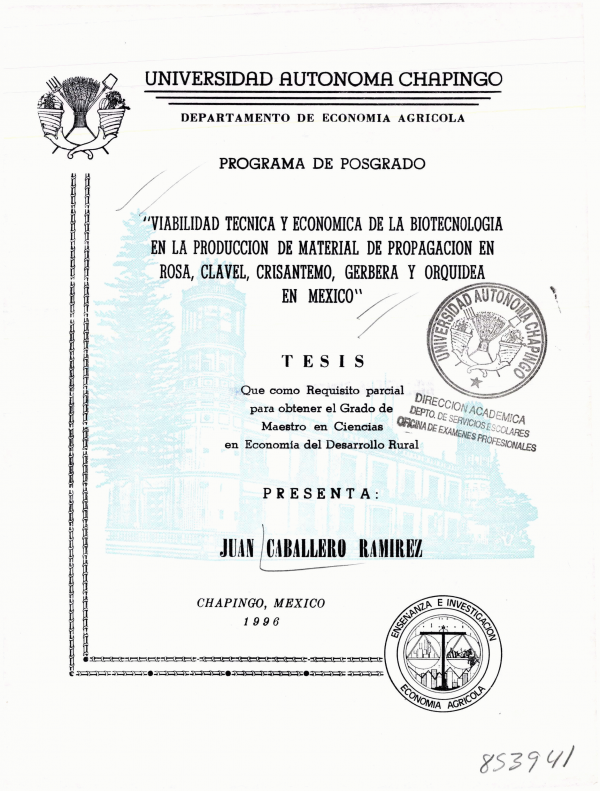 UNIVERSIDAD AUTONOMA CHAPINGO
DEPARTAMENTO DE ECONOMIA AGRICOLA
PROGRAMA DE POSGRADO
"VIABILIDAD TECNICA Y ECONOMICA DE LA BIOTECNOLOGIA
EN LA PRODUCCION DE MATERIAL DE PROPAGACION EN
ROSA, CLAVEL, CRISANTEMO, GERBERA Y ORQUIDEA
EN MEXICO"
UNIVERSIDAD AUTONOMA CHAPINGO
TESIS
Que como Requisito parcial
para obtener el Grado de
Maestro en Ciencias
en Economía del Desarrollo Rural
DIRECCION ACADEMICA
DEPTO. DE SERVICIOS ESCOLARES
OFICINA DE EXAMENES PROFESIONALES
PRESENTA:
JUAN CABALLERO RAMIREZ
CHAPINGO, MEXICO
1996
ENSEÑANZA E INVESTIGACION
ECONOMIA AGRICOLA
853941